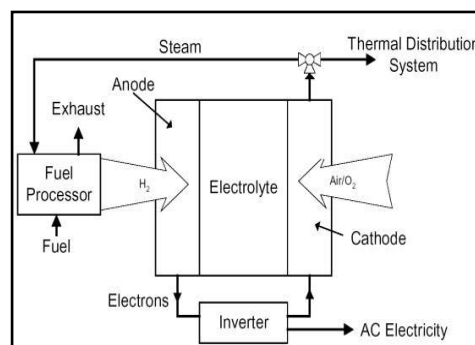 Steam
Thermal Distribution
System
Anode
Exhaust
Fuel
Processor
H2
Electrolyte
Air/O2
Fuel
Cathode
Electrons
Inverter
AC Electricity